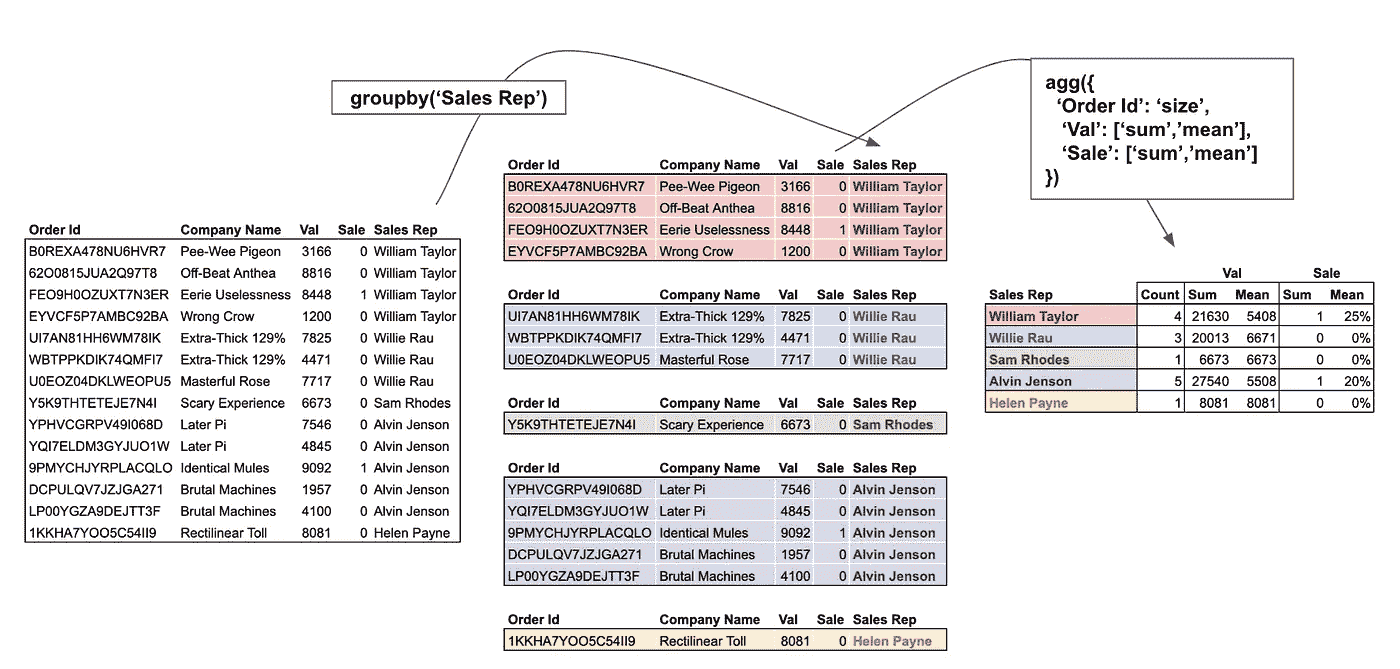 groupby(‘Sales Rep’)
agg({
‘Order Id’: ‘size’,
‘Val’: [‘sum’,’mean’],
‘Sale’: [‘sum’,’mean’]
})
Order Id Company Name Val Sale Sales Rep
B0REXA478NU6HVR7 Pee-Wee Pigeon 3166 0 William Taylor
62O0815JUA2Q97T8 Off-Beat Anthea 8816 0 William Taylor
FEO9H0OZUXT7N3ER Eerie Uselessness 8448 1 William Taylor
EYVCF5P7AMBC92BA Wrong Crow 1200 0 William Taylor
UI7AN81HH6WM78IK Extra-Thick 129% 7825 0 Willie Rau
WBTPPKDIK74QMFI7 Extra-Thick 129% 4471 0 Willie Rau
U0EOZ04DKLWEOPU5 Masterful Rose 7717 0 Willie Rau
Y5K9THTETEJE7N4I Scary Experience 6673 0 Sam Rhodes
YPHVCGRPV49I068D Later Pi 7546 0 Alvin Jenson
YQI7ELDM3GYJUO1W Later Pi 4845 0 Alvin Jenson
9PMYCHJYRPLACQLO Identical Mules 9092 1 Alvin Jenson
DCPULQV7JZJGA271 Brutal Machines 1957 0 Alvin Jenson
LP00YGZA9DEJTT3F Brutal Machines 4100 0 Alvin Jenson
1KKHA7YOO5C54II9 Rectilinear Toll 8081 0 Helen Payne
Order Id Company Name Val Sale Sales Rep
B0REXA478NU6HVR7 Pee-Wee Pigeon 3166 0 William Taylor
62O0815JUA2Q97T8 Off-Beat Anthea 8816 0 William Taylor
FEO9H0OZUXT7N3ER Eerie Uselessness 8448 1 William Taylor
EYVCF5P7AMBC92BA Wrong Crow 1200 0 William Taylor
Order Id Company Name Val Sale Sales Rep
UI7AN81HH6WM78IK Extra-Thick 129% 7825 0 Willie Rau
WBTPPKDIK74QMFI7 Extra-Thick 129% 4471 0 Willie Rau
U0EOZ04DKLWEOPU5 Masterful Rose 7717 0 Willie Rau
Order Id Company Name Val Sale Sales Rep
Y5K9THTETEJE7N4I Scary Experience 6673 0 Sam Rhodes
Order Id Company Name Val Sale Sales Rep
YPHVCGRPV49I068D Later Pi 7546 0 Alvin Jenson
YQI7ELDM3GYJUO1W Later Pi 4845 0 Alvin Jenson
9PMYCHJYRPLACQLO Identical Mules 9092 1 Alvin Jenson
DCPULQV7JZJGA271 Brutal Machines 1957 0 Alvin Jenson
LP00YGZA9DEJTT3F Brutal Machines 4100 0 Alvin Jenson
Order Id Company Name Val Sale Sales Rep
1KKHA7YOO5C54II9 Rectilinear Toll 8081 0 Helen Payne
Val Sale
Sales Rep Count Sum Mean Sum Mean
William Taylor 4 21630 5408 1 25%
Willie Rau 3 20013 6671 0 0%
Sam Rhodes 1 6673 6673 0 0%
Alvin Jenson 5 27540 5508 1 20%
Helen Payne 1 8081 8081 0 0%